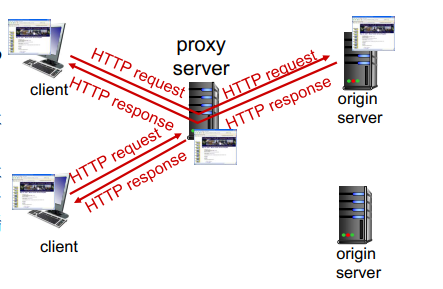 proxy
server
HTTP request
HTTP response
client
HTTP request
HTTP response
origin
server
HTTP request
HTTP response
client
origin
server